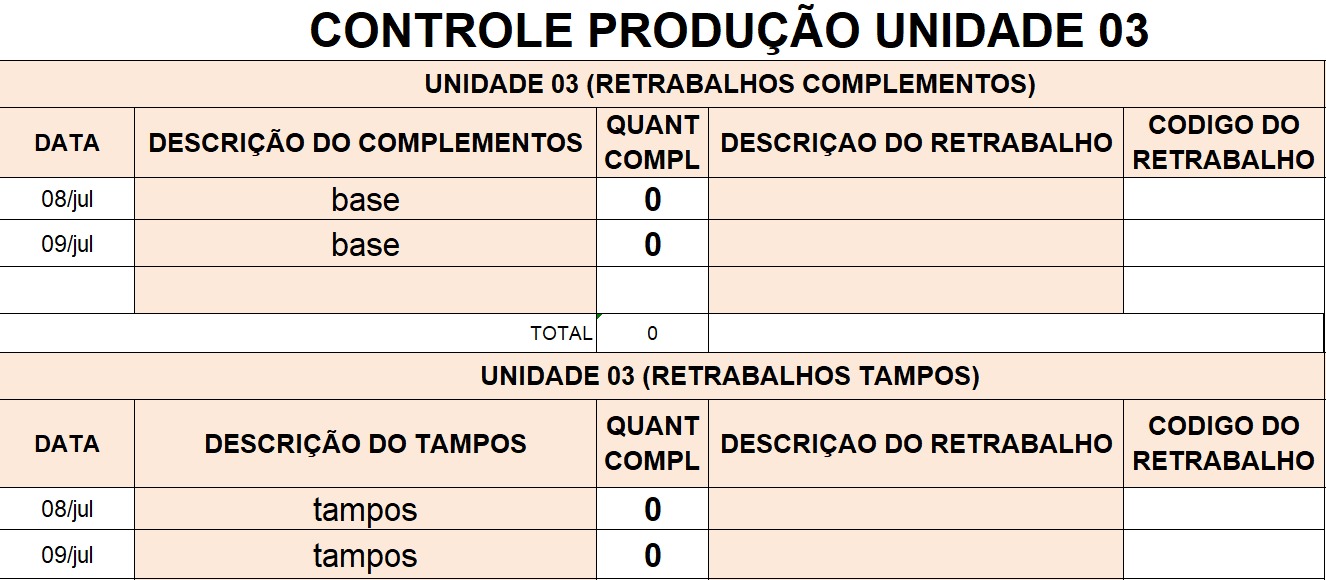 CONTROLE PRODUÇÃO UNIDADE 03
UNIDADE 03 (RETRABALHOS COMPLEMENTOS)
DATA DESCRIÇÃO DO COMPLEMENTOS QUANT COMPL DESCRIÇAO DO RETRABALHO CODIGO DO RETRABALHO
08/jul base 0
09/jul base 0
TOTAL 0
UNIDADE 03 (RETRABALHOS TAMPOS)
DATA DESCRIÇÃO DO TAMPOS QUANT COMPL DESCRIÇAO DO RETRABALHO CODIGO DO RETRABALHO
08/jul tampos 0
09/jul tampos 0